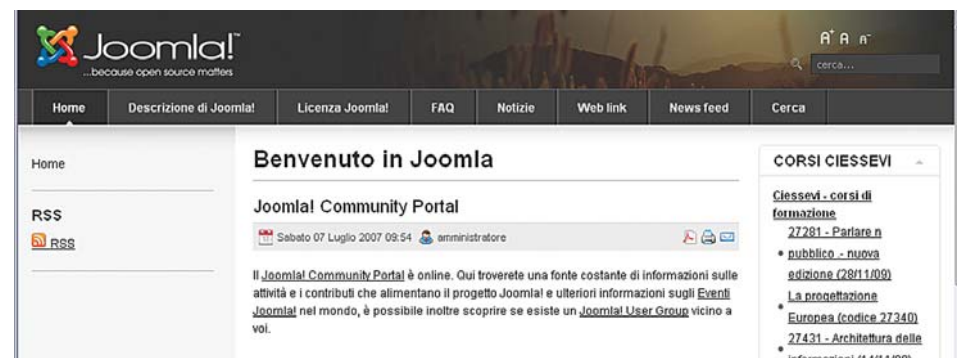 Joomla!™
...because open source matters
A+ A A-
cerca...
Home Descrizione di Joomla! Licenza Joomla! FAQ Notizie Web link News feed Cerca
Home
RSS
RSS
Benvenuto in Joomla
Joomla! Community Portal
Sabato 07 Luglio 2007 09:54 amministratore
Il Joomla! Community Portal è online. Qui troverete una fonte costante di informazioni sulle
attività e i contributi che alimentano il progetto Joomla! e ulteriori informazioni sugli Eventi
Joomla! nel mondo, è possibile inoltre scoprire se esiste un Joomla! User Group vicino a
voi.
CORSI CIESSEVI
Ciessevi - corsi di
formazione
27281 - Parlare n
pubblico .- nuova
edizione (28/11/09)
La progettazione
Europea (codice 27340)
27431 - Architettura delle